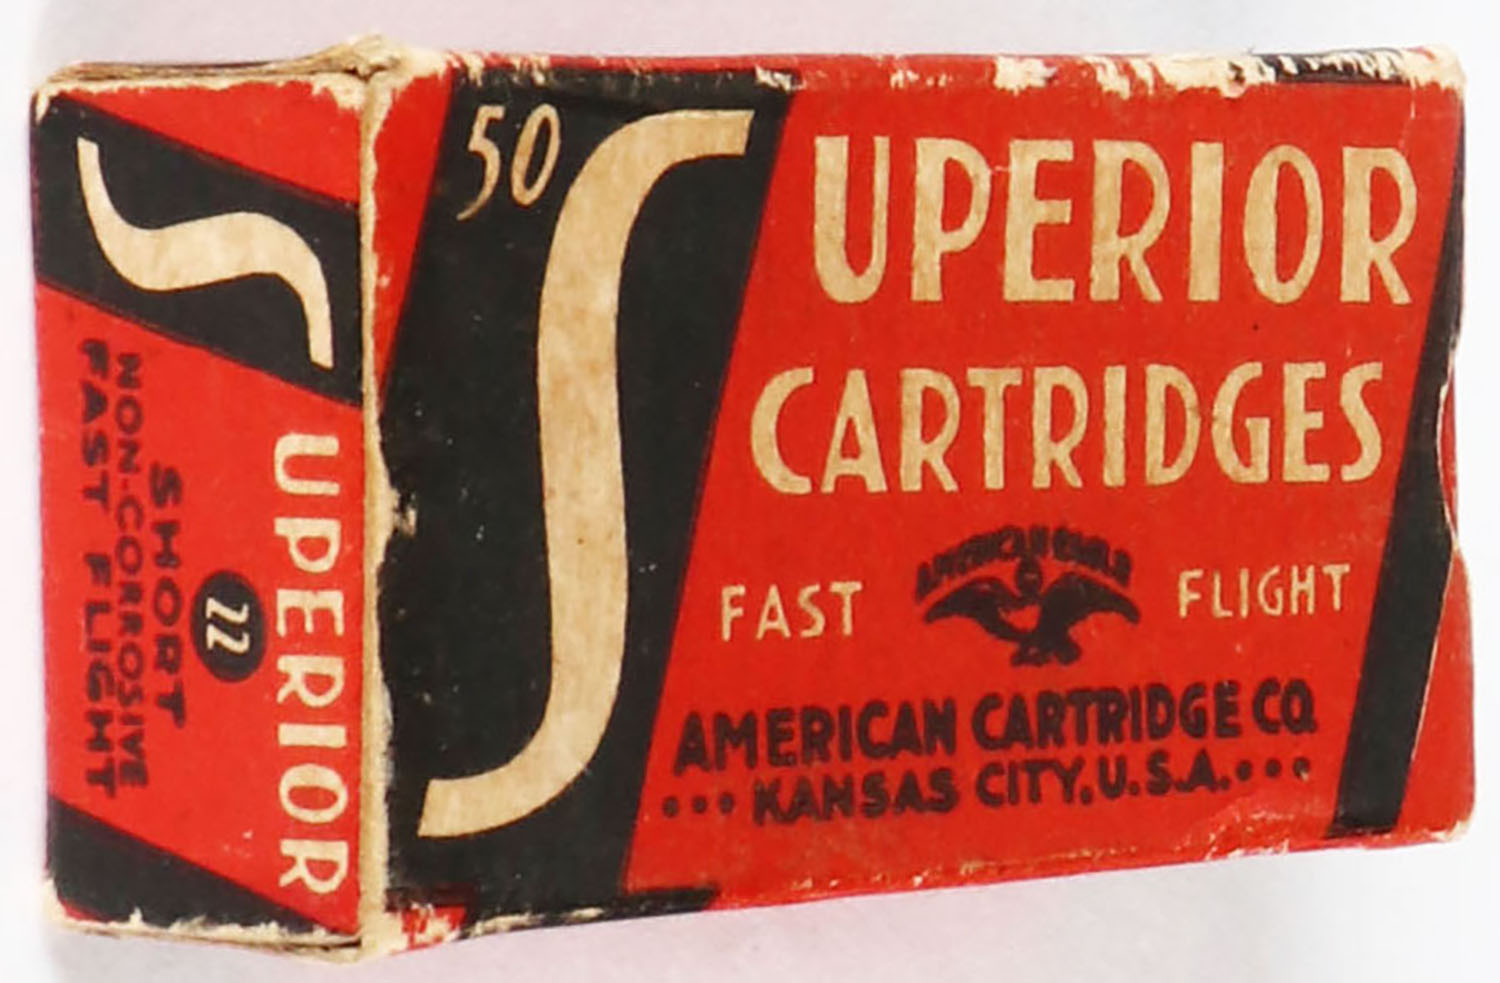 50
SUPERIOR
CARTRIDGES
AMERICAN EAGLE
FAST FLIGHT
AMERICAN CARTRIDGE CO.
KANSAS CITY, U.S.A.
SUPERIOR
22
SHORT
NON-CORROSIVE
FAST FLIGHT